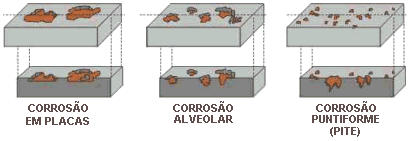 CORROSÃO
EM PLACAS
CORROSÃO
ALVEOLAR
CORROSÃO
PUNTIFORME
(PITE)